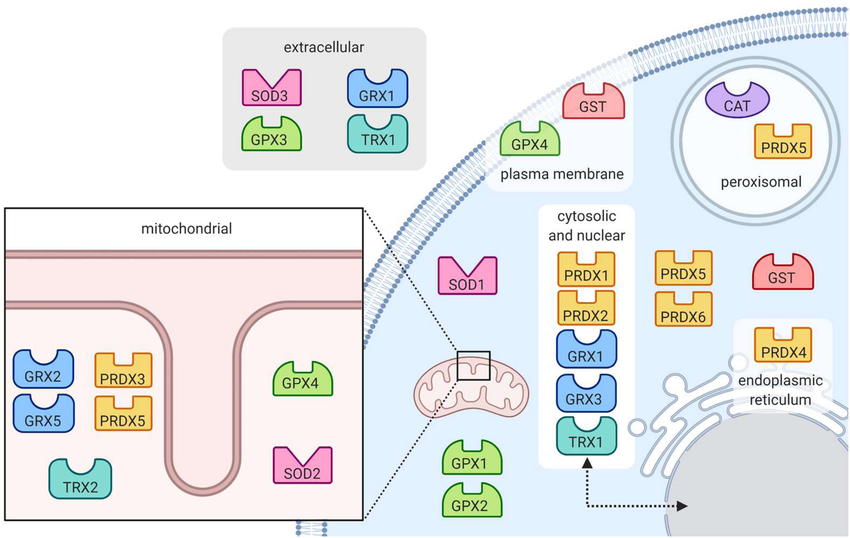 extracellular
SOD3
GRX1
GPX3
TRX1
GST
GPX4
plasma membrane
CAT
PRDX5
peroxisomal
mitochondrial
GRX2
PRDX3
GRX5
PRDX5
TRX2
GPX4
SOD2
SOD1
cytosolic
and nuclear
PRDX1
PRDX2
GRX1
GRX3
TRX1
PRDX5
PRDX6
GST
PRDX4
endoplasmic
reticulum
GPX1
GPX2